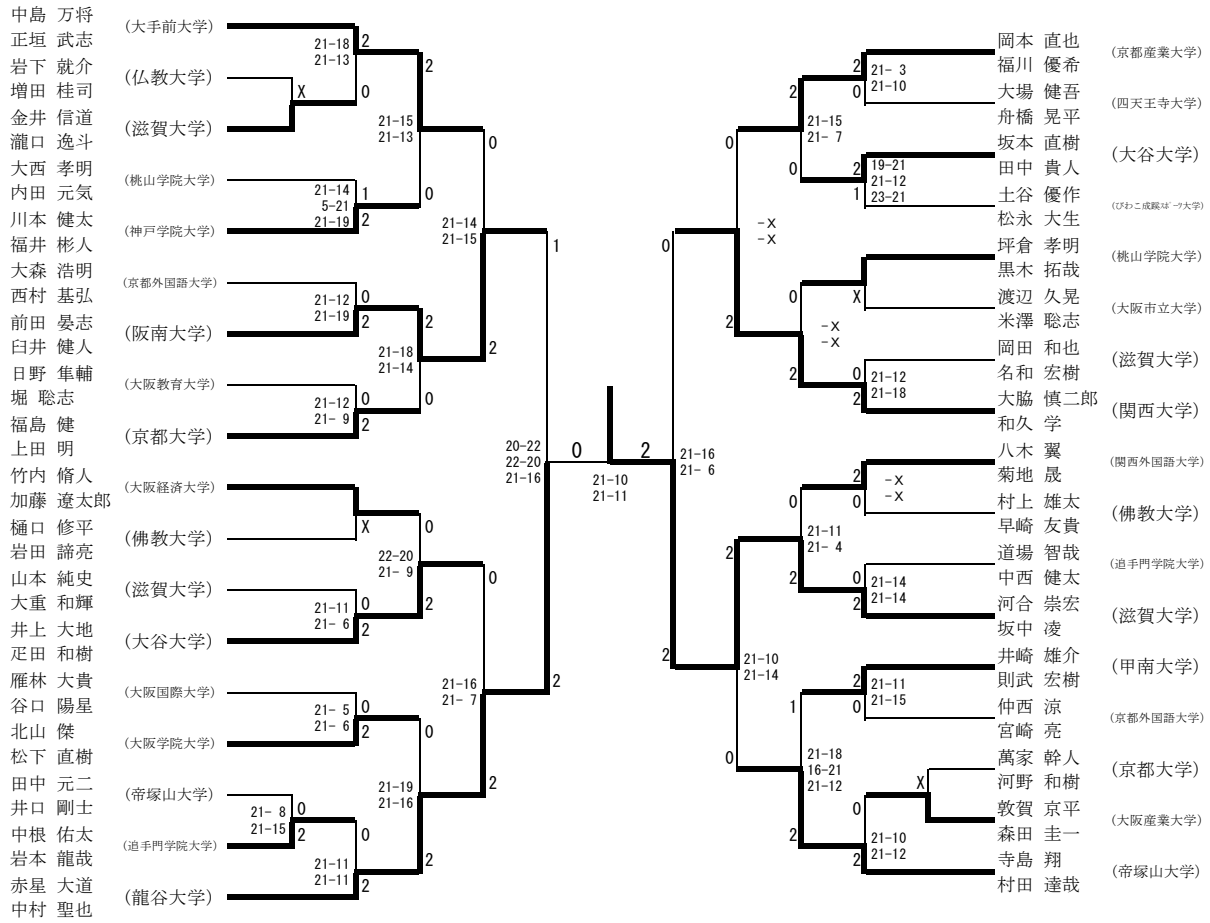 中島 万将
正垣 武志
(大手前大学)
岩下 就介
増田 桂司
(仏教大学)
金井 信道
瀧口 逸斗
(滋賀大学)
大西 孝明
内田 元気
(桃山学院大学)
川本 健太
福井 彬人
(神戸学院大学)
大森 浩明
西村 基弘
(京都外国語大学)
前田 晏志
臼井 健人
(阪南大学)
日野 隼輔
堀 聡志
(大阪教育大学)
福島 健
上田 明
(京都大学)
竹内 脩人
加藤 遼太郎
(大阪経済大学)
樋口 修平
岩田 諦亮
(佛教大学)
山本 純史
大重 和輝
(滋賀大学)
井上 大地
疋田 和樹
(大谷大学)
雁林 大貴
谷口 陽星
(大阪国際大学)
北山 傑
松下 直樹
(大阪学院大学)
田中 元二
井口 剛士
(帝塚山大学)
中根 佑太
岩本 龍哉
(追手門学院大学)
赤星 大道
中村 聖也
(龍谷大学)
X
21-8
21-15
0
2
21-18
21-13
2
0
21-14
5-21
21-19
1
2
21-12
21-19
0
2
21-12
21-9
0
2
X
21-11
21-6
0
2
21-5
21-6
0
2
21-11
21-11
0
2
21-15
21-13
2
0
21-18
21-14
2
0
22-20
21-9
0
2
21-19
21-16
0
2
21-14
21-15
0
2
21-16
21-7
0
2
20-22
22-20
21-16
1
2
0
2
21-10
21-11
21-16
21-6
0
2
-X
-X
0
2
21-10
21-14
2
0
21-15
21-7
2
0
-X
-X
0
2
21-11
21-4
0
2
21-18
16-21
21-12
1
2
2
0
21-3
21-10
2
1
19-21
21-12
23-21
X
0
2
21-12
21-18
2
0
-X
-X
0
2
21-14
21-14
2
0
21-11
21-15
X
0
2
21-10
21-12
岡本 直也
福川 優希
(京都産業大学)
大場 健吾
舟橋 晃平
(四天王寺大学)
坂本 直樹
田中 貴人
(大谷大学)
土谷 優作
松永 大生
(びわこ成蹊スポーツ大学)
坪倉 孝明
黒木 拓哉
(桃山学院大学)
渡辺 久晃
米澤 聡志
(大阪市立大学)
岡田 和也
名和 宏樹
(滋賀大学)
大脇 慎二郎
和久 学
(関西大学)
八木 翼
菊地 晟
(関西外国語大学)
村上 雄太
早崎 友貴
(佛教大学)
道場 智哉
中西 健太
(追手門学院大学)
河合 崇宏
坂中 凌
(滋賀大学)
井崎 雄介
則武 宏樹
(甲南大学)
仲西 涼
宮崎 亮
(京都外国語大学)
萬家 幹人
河野 和樹
(京都大学)
敦賀 京平
森田 圭一
(大阪産業大学)
寺島 翔
村田 達哉
(帝塚山大学)